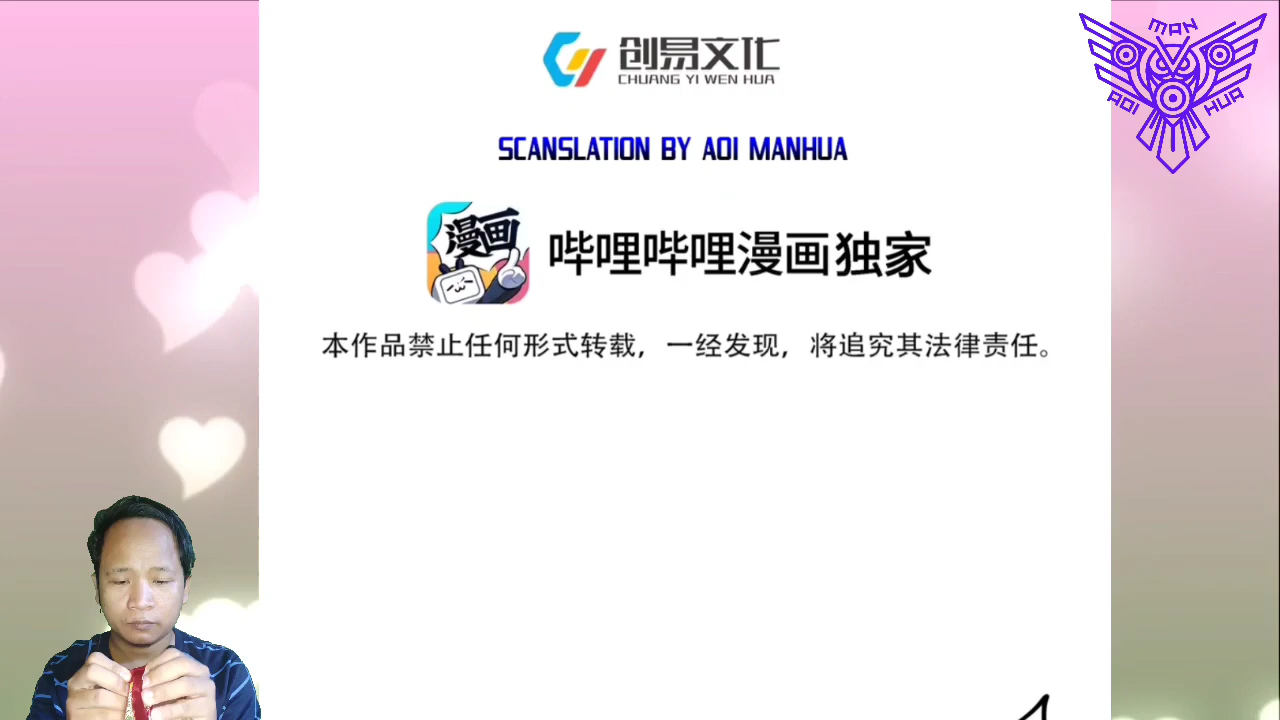 创易文化
CHUANG YI WEN HUA
SCANSLATION BY AOI MANHUA
漫画
哔哩哔哩漫画独家
本作品禁止任何形式转载，一经发现，将追究其法律责任。
MAN
AOI HUA